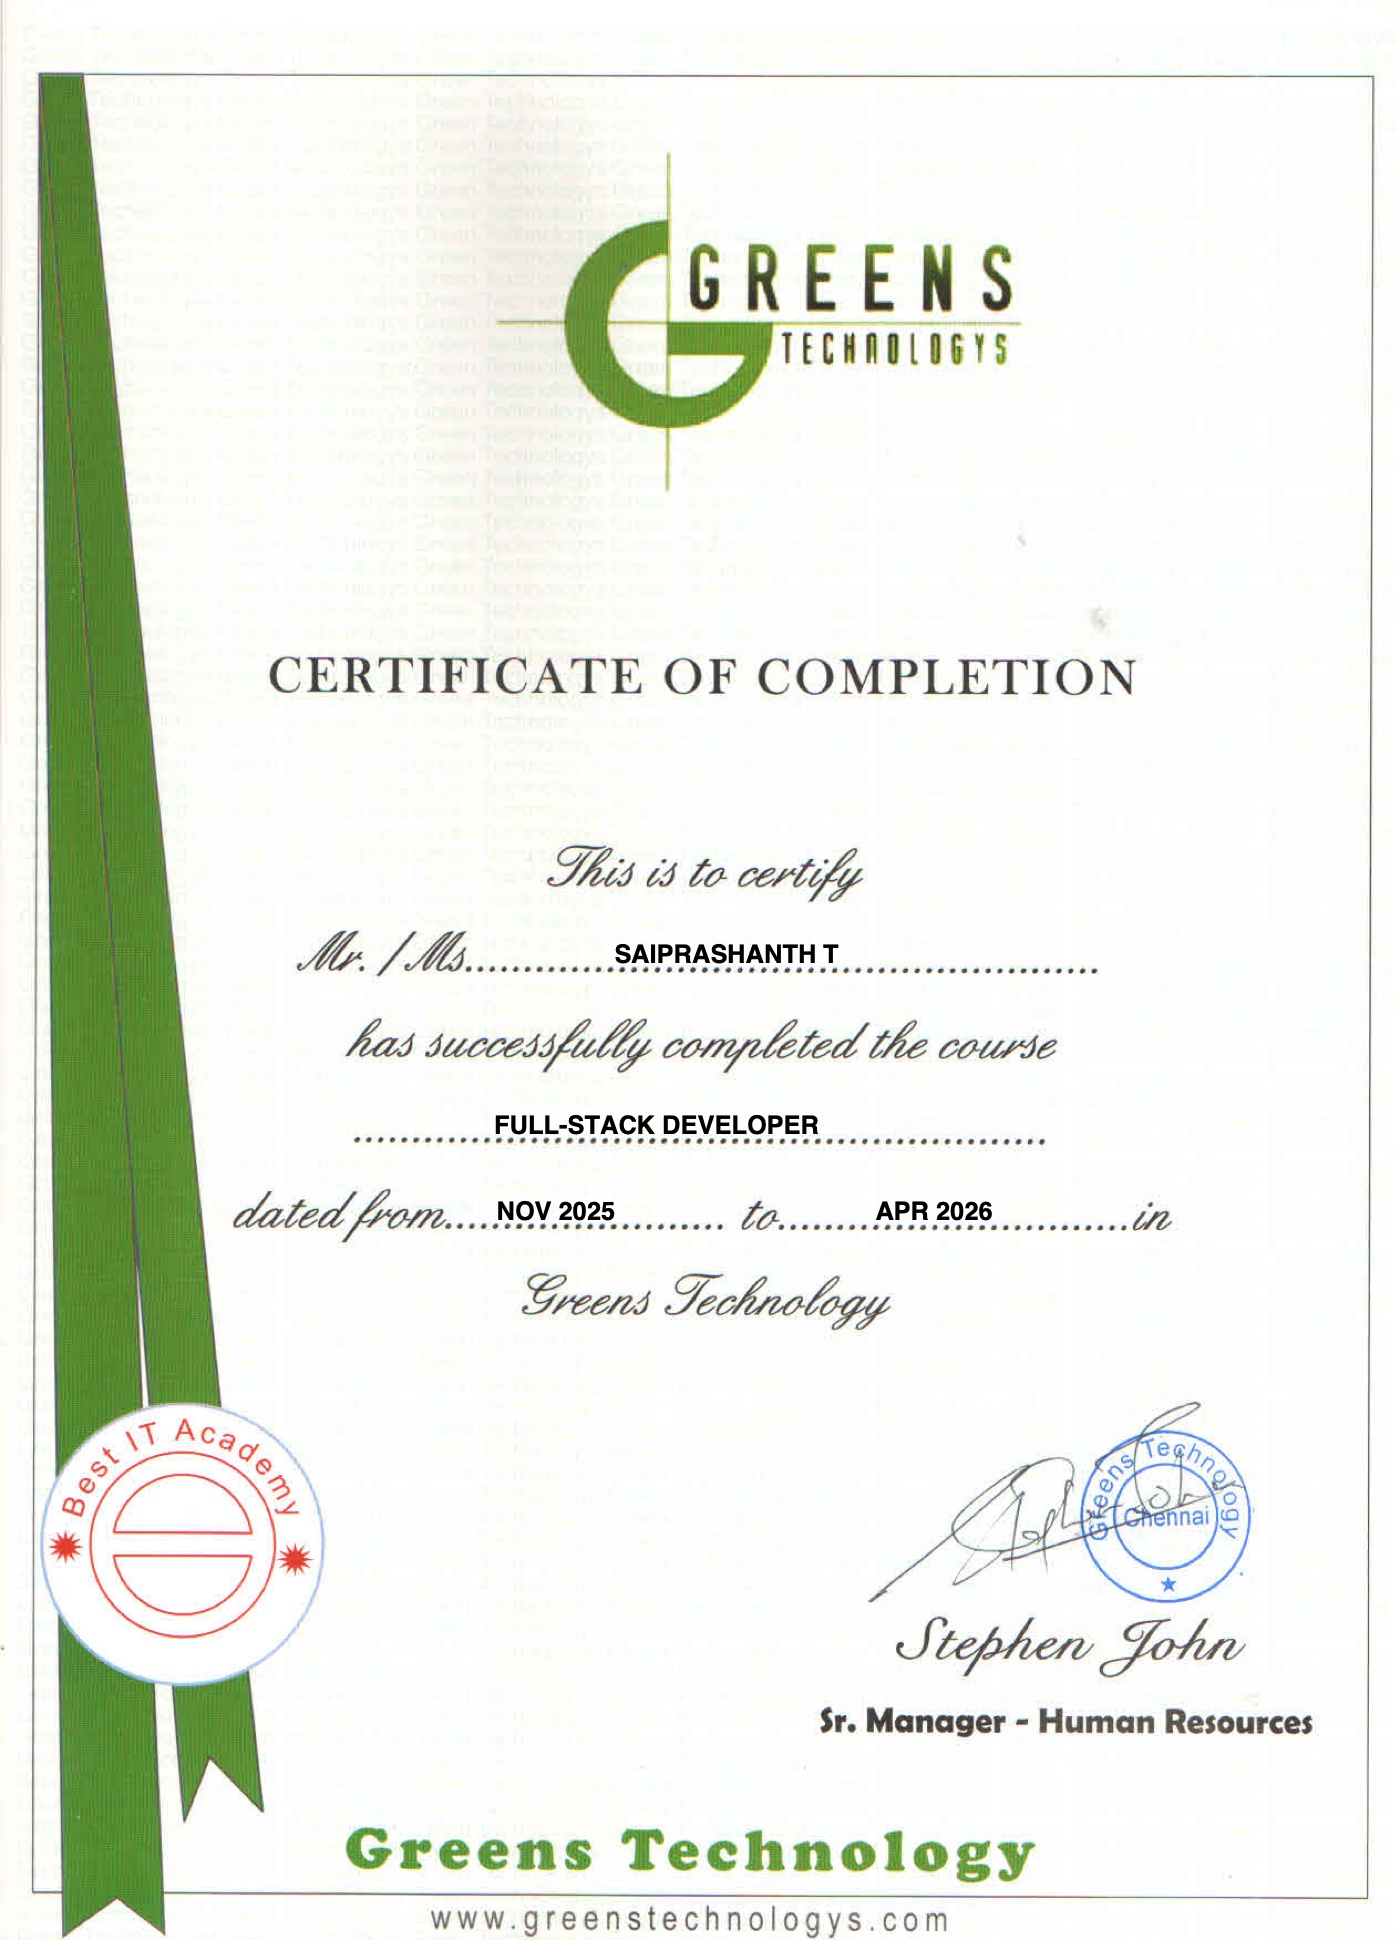 GREENS
TECHNOLOGYS
CERTIFICATE OF COMPLETION
This is to certify
Mr. / Ms. SAIPRASHANTH T
has successfully completed the course
FULL-STACK DEVELOPER
dated from NOV 2025 to APR 2026 in
Greens Technology
Best IT Academy
Greens Technology
Chennai
Stephen John
Sr. Manager - Human Resources
Greens Technology
www.greenstechnologys.com